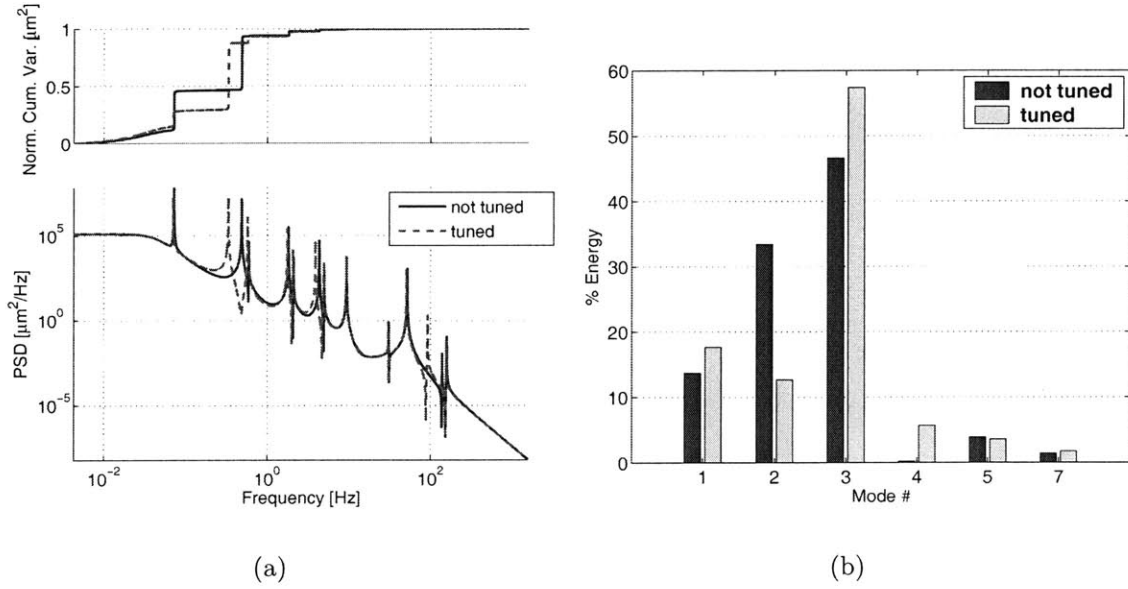 Norm. Cum. Var. [μm²]
1
0.5
0
PSD [μm²/Hz]
10⁵
10⁰
10⁻⁵
not tuned
tuned
10⁻²
10⁰
10²
Frequency [Hz]
(a)
% Energy
60
50
40
30
20
10
0
not tuned
tuned
1
2
3
4
5
7
Mode #
(b)